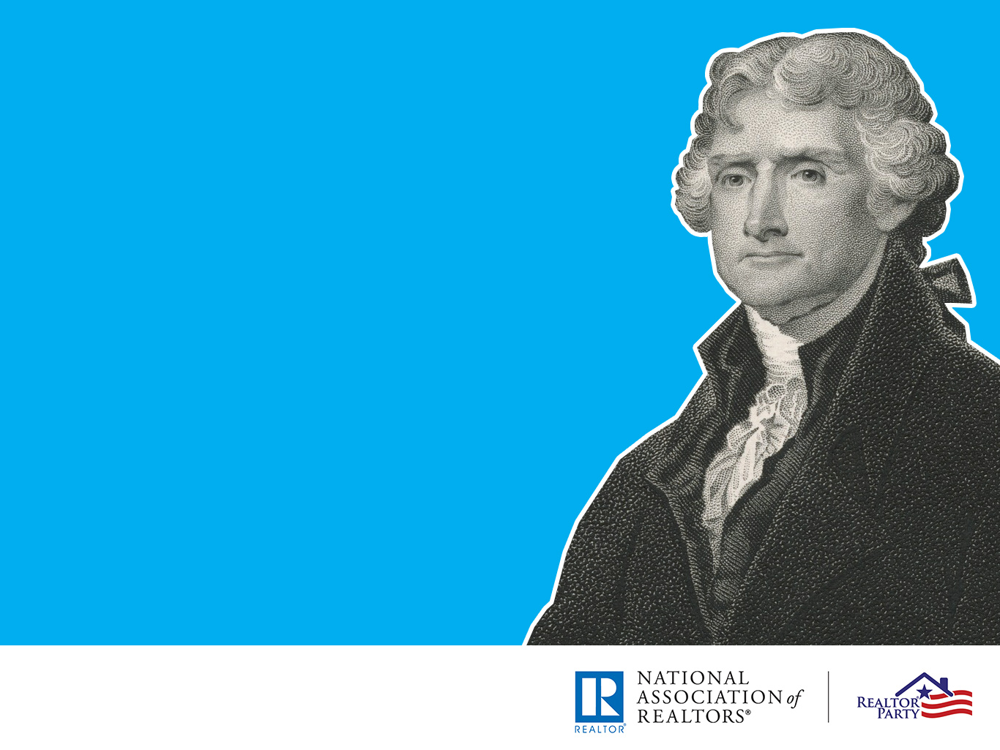 NATIONAL
ASSOCIATION of
REALTORS®
REALTOR®
REALTOR®
PARTY